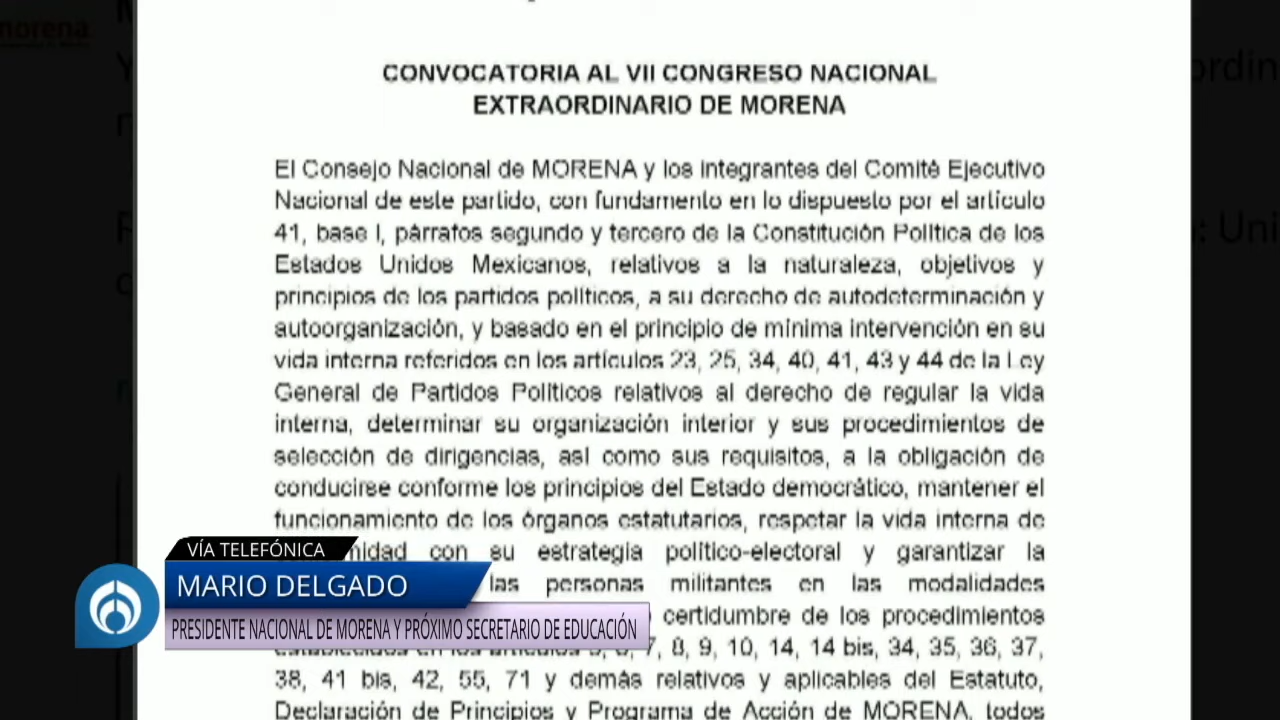 morena
CONVOCATORIA AL VII CONGRESO NACIONAL
EXTRAORDINARIO DE MORENA
El Consejo Nacional de MORENA y los integrantes del Comité Ejecutivo
Nacional de este partido, con fundamento en lo dispuesto por el artículo
41, base I, párrafos segundo y tercero de la Constitución Política de los
Estados Unidos Mexicanos, relativos a la naturaleza, objetivos y
principios de los partidos políticos, a su derecho de autodeterminación y
autoorganización, y basado en el principio de mínima intervención en su
vida interna referidos en los artículos 23, 25, 34, 40, 41, 43 y 44 de la Ley
General de Partidos Políticos relativos al derecho de regular la vida
interna, determinar su organización interior y sus procedimientos de
selección de dirigencias, así como sus requisitos, a la obligación de
conducirse conforme los principios del Estado democrático, mantener el
funcionamiento de los órganos estatutarios, respetar la vida interna de
midad con su estrategia político-electoral y garantizar la
las personas militantes en las modalidades
certidumbre de los procedimientos
7, 8, 9, 10, 14, 14 bis, 34, 35, 36, 37,
38, 41 bis, 42, 55, 71 y demás relativos y aplicables del Estatuto,
Declaración de Principios y Programa de Acción de MORENA, todos
VÍA TELEFÓNICA
MARIO DELGADO
PRESIDENTE NACIONAL DE MORENA Y PRÓXIMO SECRETARIO DE EDUCACIÓN